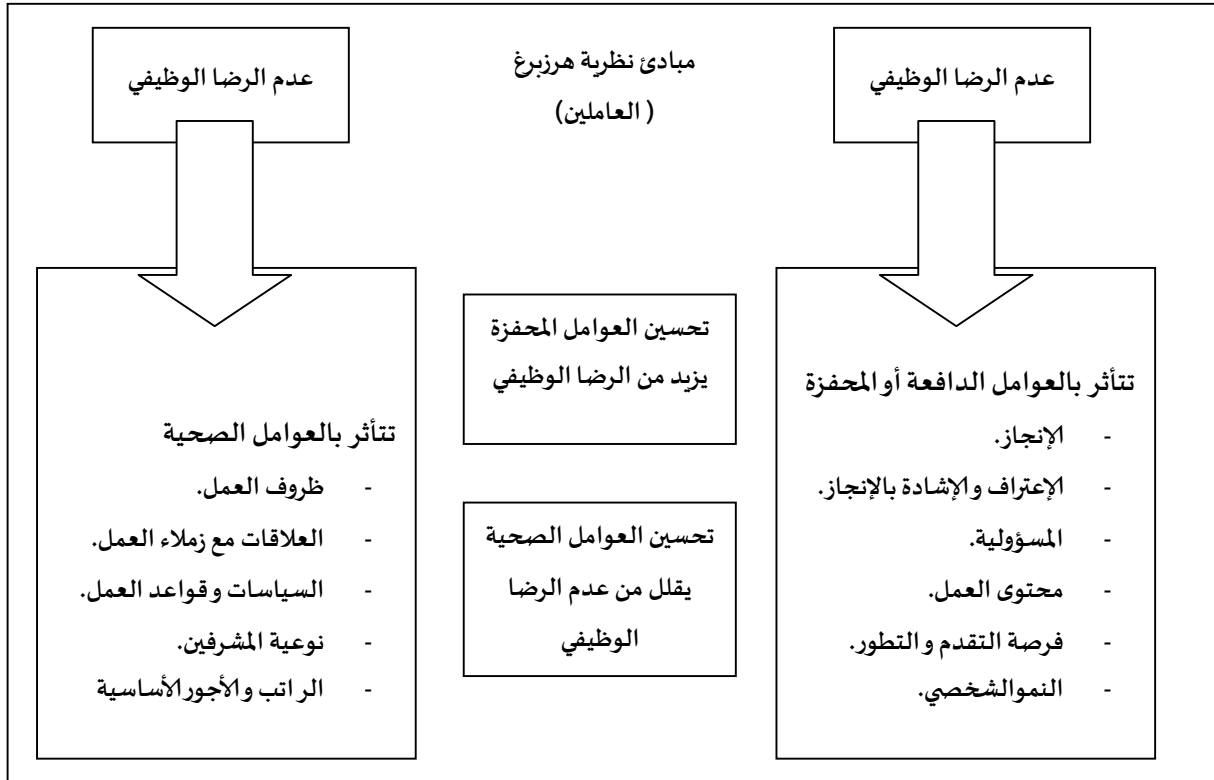 عدم الرضا الوظيفي
مبادئ نظرية هرزبرغ
( العاملين)
عدم الرضا الوظيفي
تتأثر بالعوامل الدافعة أو المحفزة
- الإنجاز.
- الإعتراف والإشادة بالإنجاز.
- المسؤولية.
- محتوى العمل.
- فرصة التقدم والتطور.
- النموالشخصي.
تحسين العوامل المحفزة
يزيد من الرضا الوظيفي
تحسين العوامل الصحية
يقلل من عدم الرضا
الوظيفي
تتأثر بالعوامل الصحية
- ظروف العمل.
- العلاقات مع زملاء العمل.
- السياسات وقواعد العمل.
- نوعية المشرفين.
- الراتب والأجور الأساسية